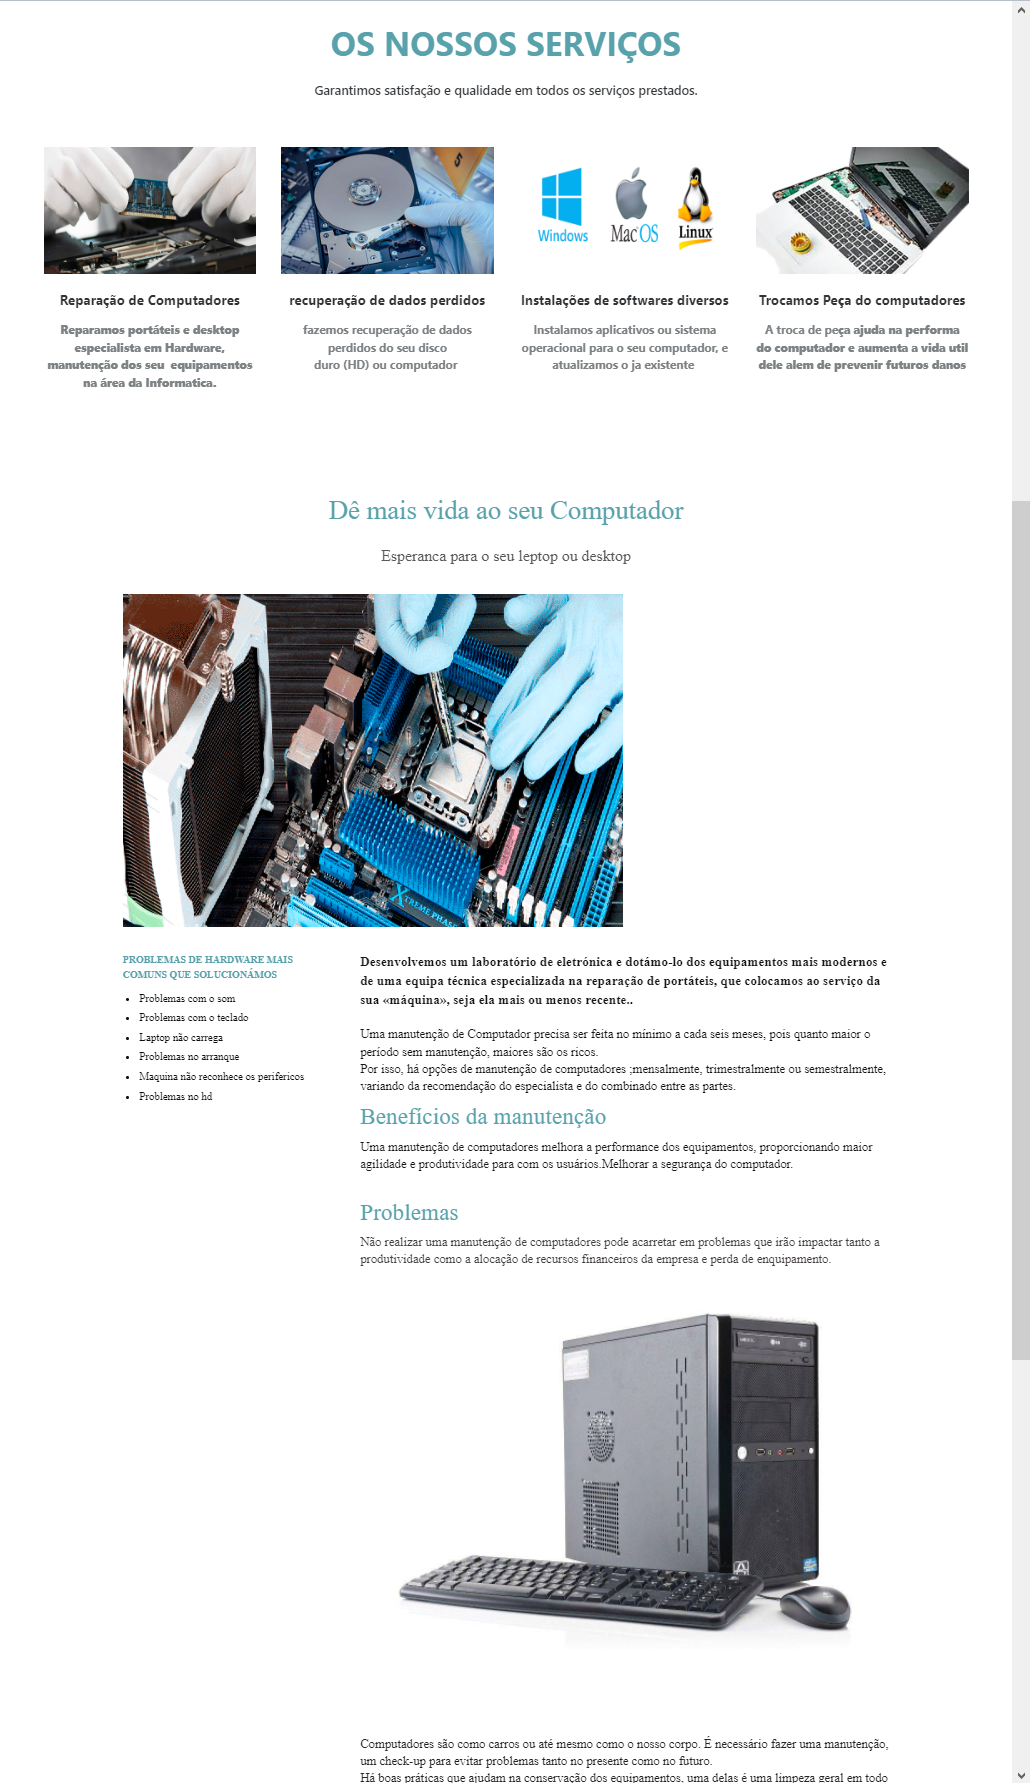 OS NOSSOS SERVIÇOS
Garantimos satisfação e qualidade em todos os serviços prestados.
5
Windows
Mac OS
Linux
Reparação de Computadores
Reparamos portáteis e desktop
especialista em Hardware,
manutenção dos seu  equipamentos
na área da Informatica.
recuperação de dados perdidos
fazemos recuperação de dados
perdidos do seu disco
duro (HD) ou computador
Instalações de softwares diversos
Instalamos aplicativos ou sistema
operacional para o seu computador, e
atualizamos o ja existente
Trocamos Peça do computadores
A troca de peça ajuda na performa
do computador e aumenta a vida util
dele alem de prevenir futuros danos
Dê mais vida ao seu Computador
Esperanca para o seu leptop ou desktop
XTREME PHASE
PROBLEMAS DE HARDWARE MAIS
COMUNS QUE SOLUCIONÁMOS
Problemas com o som
Problemas com o teclado
Laptop não carrega
Problemas no arranque
Maquina não reconhece os perifericos
Problemas no hd
Desenvolvemos um laboratório de eletrónica e dotámo-lo dos equipamentos mais modernos e
de uma equipa técnica especializada na reparação de portáteis, que colocamos ao serviço da
sua «máquina», seja ela mais ou menos recente..
Uma manutenção de Computador precisa ser feita no mínimo a cada seis meses, pois quanto maior o
período sem manutenção, maiores são os ricos.
Por isso, há opções de manutenção de computadores ;mensalmente, trimestralmente ou semestralmente,
variando da recomendação do especialista e do combinado entre as partes.
Benefícios da manutenção
Uma manutenção de computadores melhora a performance dos equipamentos, proporcionando maior
agilidade e produtividade para com os usuários.Melhorar a segurança do computador.
Problemas
Não realizar uma manutenção de computadores pode acarretar em problemas que irão impactar tanto a
produtividade como a alocação de recursos financeiros da empresa e perda de enquipamento.
Computadores são como carros ou até mesmo como o nosso corpo. É necessário fazer uma manutenção,
um check-up para evitar problemas tanto no presente como no futuro.
Há boas práticas que ajudam na conservação dos equipamentos, uma delas é uma limpeza geral em todo